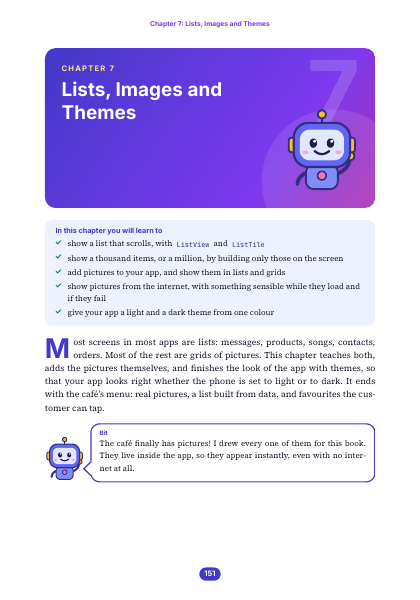 Chapter 7: Lists, Images and Themes
7
CHAPTER 7
Lists, Images and
Themes
In this chapter you will learn to
✓ show a list that scrolls, with ListView and ListTile
✓ show a thousand items, or a million, by building only those on the screen
✓ add pictures to your app, and show them in lists and grids
✓ show pictures from the internet, with something sensible while they load and
if they fail
✓ give your app a light and a dark theme from one colour
Most screens in most apps are lists: messages, products, songs, contacts,
orders. Most of the rest are grids of pictures. This chapter teaches both,
adds the pictures themselves, and finishes the look of the app with themes, so
that your app looks right whether the phone is set to light or to dark. It ends
with the café’s menu: real pictures, a list built from data, and favourites the cus-
tomer can tap.
Bit
The café finally has pictures! I drew every one of them for this book.
They live inside the app, so they appear instantly, even with no inter-
net at all.
151